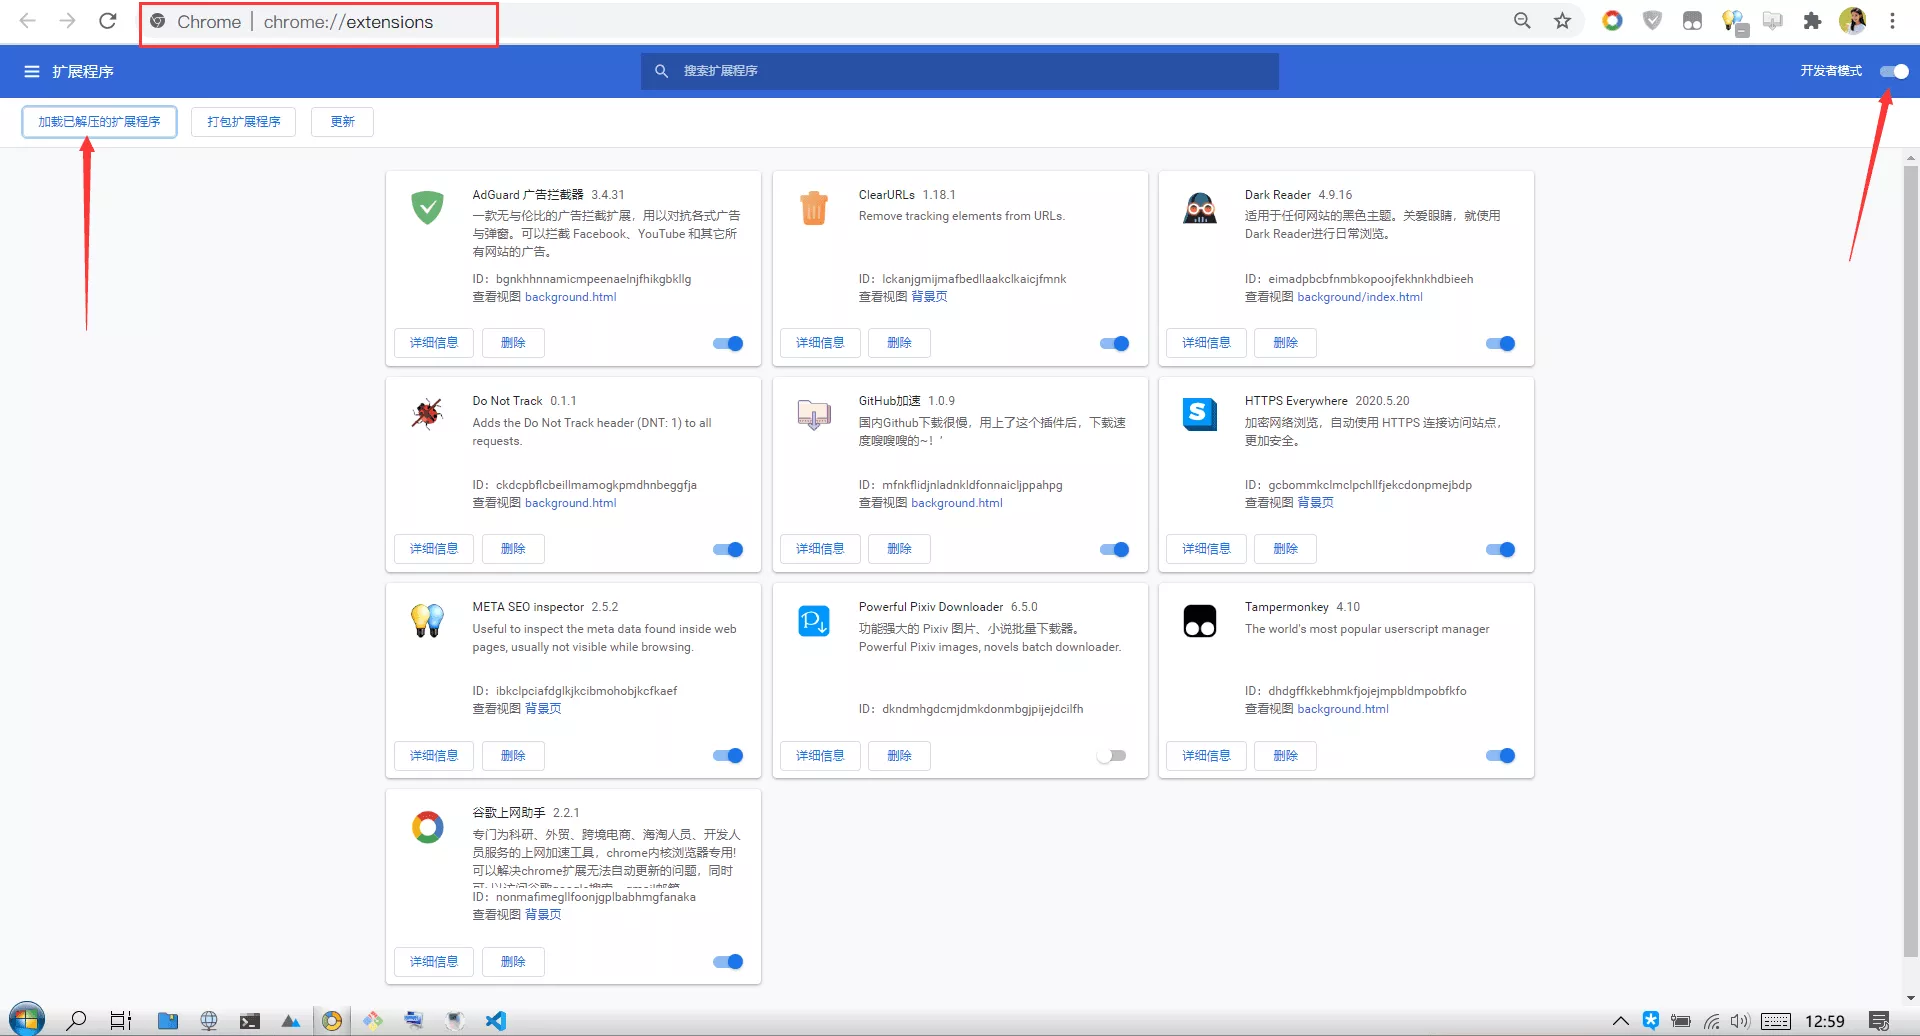 Chrome | chrome://extensions
扩展程序
搜索扩展程序
开发者模式
加载已解压的扩展程序
打包扩展程序
更新
AdGuard 广告拦截器 3.4.31
一款无与伦比的广告拦截扩展，用以对抗各式广告
与弹窗。可以拦截 Facebook、YouTube 和其它所
有网站的广告。
ID：bgnkhhnnamicmpeenaelnjfhikgbkllg
查看视图 background.html
详细信息
删除
ClearURLs 1.18.1
Remove tracking elements from URLs.
ID：lckanjgmijmafbedllaakclkaicjfmnk
查看视图 背景页
详细信息
删除
Dark Reader 4.9.16
适用于任何网站的黑色主题。关爱眼睛，就使用
Dark Reader进行日常浏览。
ID：eimadpbcbfnmbkopoojfekhnkhdbieeh
查看视图 background/index.html
详细信息
删除
Do Not Track 0.1.1
Adds the Do Not Track header (DNT: 1) to all
requests.
ID：ckdcpbflcbeillmamogkpmdhnbeggfja
查看视图 background.html
详细信息
删除
GitHub加速 1.0.9
国内Github下载很慢，用上了这个插件后，下载速
度嗖嗖嗖的~！'
ID：mfnkflidjnladnkldfonnaicljppahpg
查看视图 background.html
详细信息
删除
HTTPS Everywhere 2020.5.20
加密网络浏览，自动使用 HTTPS 连接访问站点，
更加安全。
ID：gcbommkclmclpchllfjekcdonpmejbdp
查看视图 背景页
详细信息
删除
META SEO inspector 2.5.2
Useful to inspect the meta data found inside web
pages, usually not visible while browsing.
ID：ibkclpciafdglkjkcibmohobjkcfkaef
查看视图 背景页
详细信息
删除
Powerful Pixiv Downloader 6.5.0
功能强大的 Pixiv 图片、小说批量下载器。
Powerful Pixiv images, novels batch downloader.
ID：dkndmhgdcmjdmkdonmbgjpijejdcilfh
详细信息
删除
Tampermonkey 4.10
The world's most popular userscript manager
ID：dhdgffkkebhmkfjojejmpbldmpobfkfo
查看视图 background.html
详细信息
删除
谷歌上网助手 2.2.1
专门为科研、外贸、跨境电商、海淘人员、开发人
员服务的上网加速工具，chrome内核浏览器专用!
可以解决chrome扩展无法自动更新的问题，同时
ID：nonmafimegllfoonjgplbabhmgfanaka
查看视图 背景页
详细信息
删除
12:59